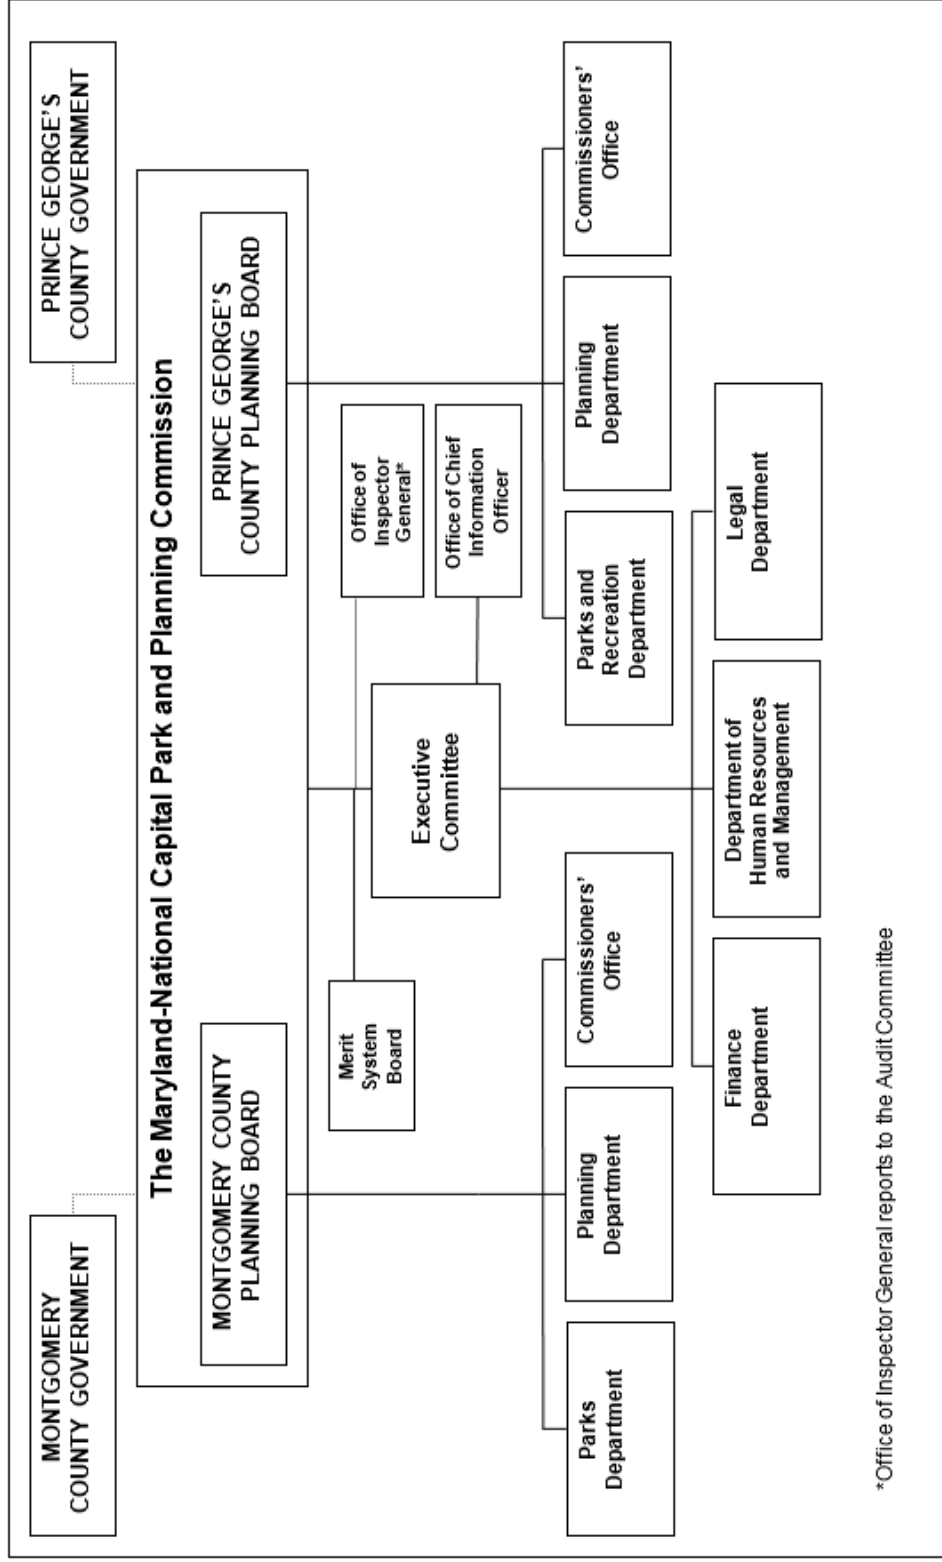 MONTGOMERY
COUNTY GOVERNMENT
PRINCE GEORGE'S
COUNTY GOVERNMENT
The Maryland-National Capital Park and Planning Commission
MONTGOMERY COUNTY
PLANNING BOARD
PRINCE GEORGE'S
COUNTY PLANNING BOARD
Merit
System
Board
Office of
Inspector
General*
Executive
Committee
Office of Chief
Information
Officer
Parks
Department
Planning
Department
Commissioners'
Office
Parks and
Recreation
Department
Planning
Department
Commissioners'
Office
Finance
Department
Department of
Human Resources
and Management
Legal
Department
*Office of Inspector General reports to the Audit Committee